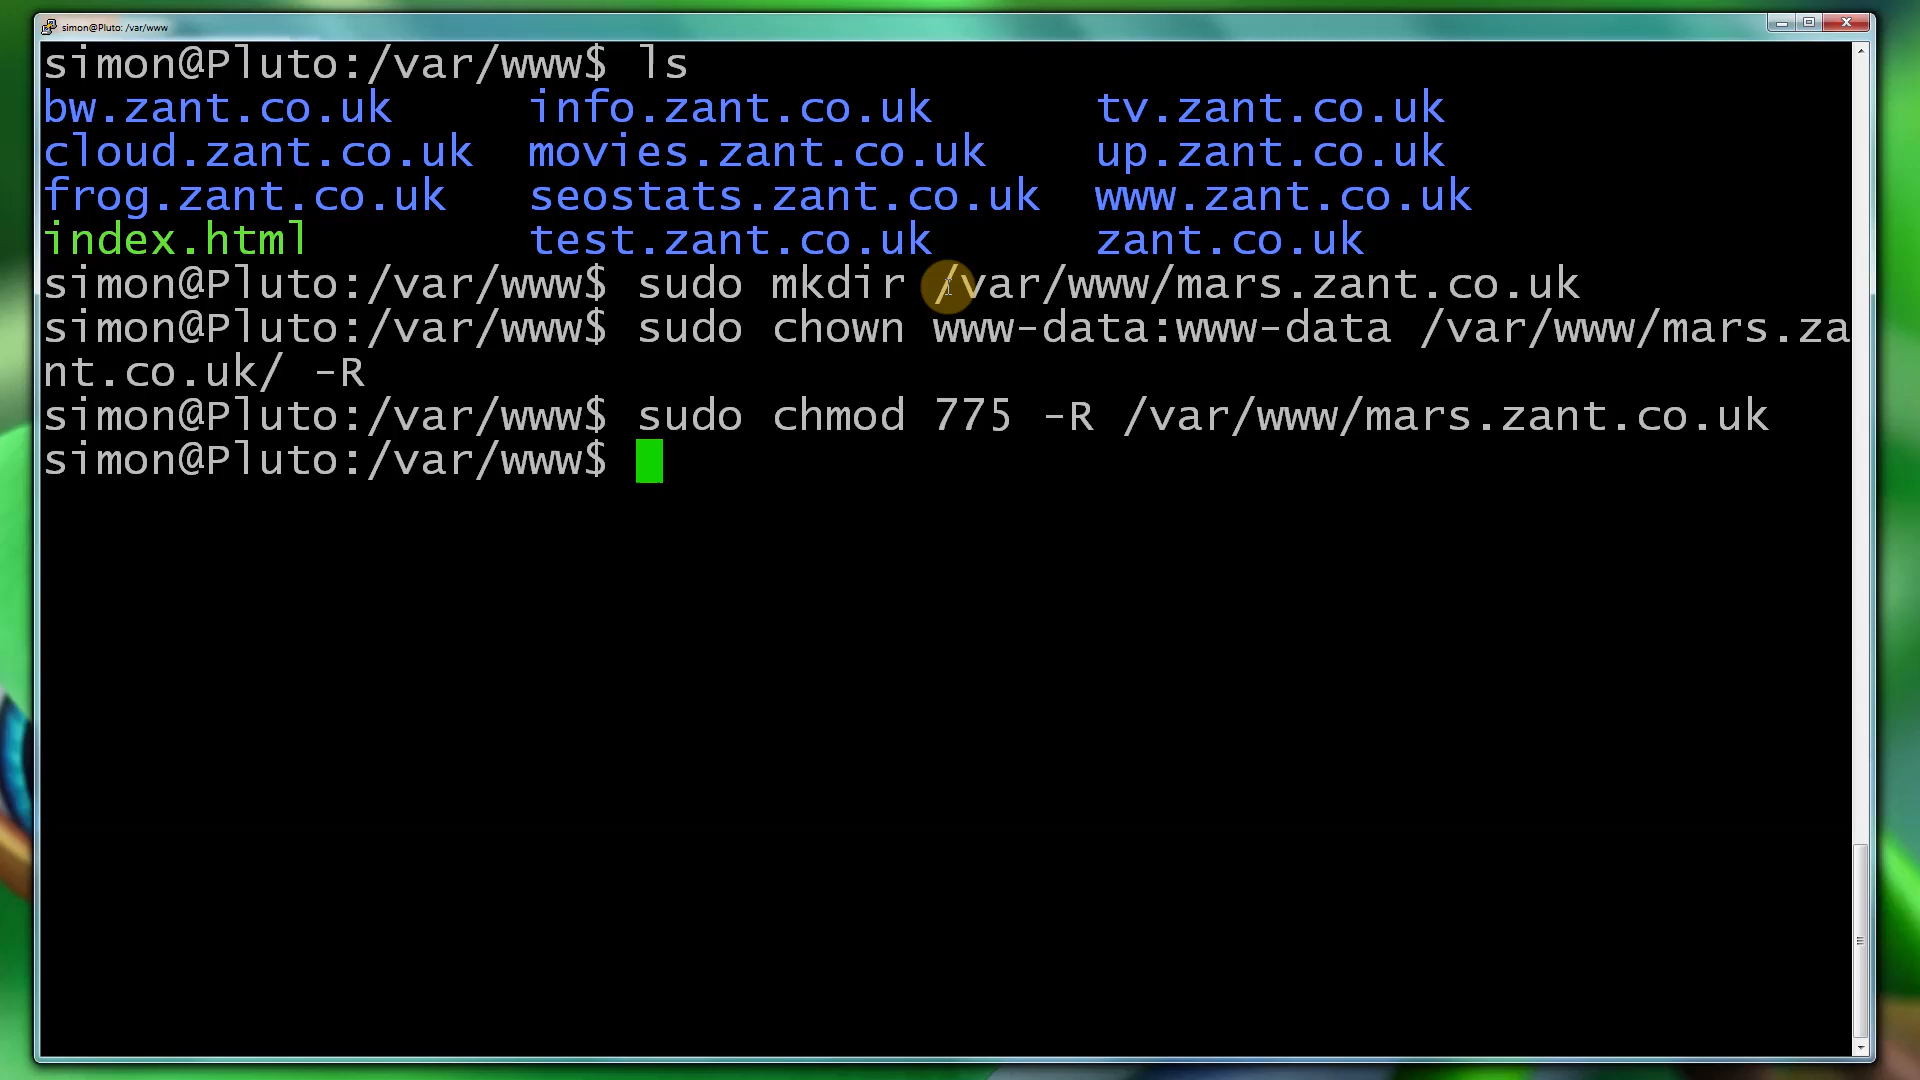 simon@Pluto: /var/www
simon@Pluto:/var/www$ ls
bw.zant.co.uk     info.zant.co.uk      tv.zant.co.uk
cloud.zant.co.uk  movies.zant.co.uk    up.zant.co.uk
frog.zant.co.uk   seostats.zant.co.uk  www.zant.co.uk
index.html        test.zant.co.uk      zant.co.uk
simon@Pluto:/var/www$ sudo mkdir /var/www/mars.zant.co.uk
simon@Pluto:/var/www$ sudo chown www-data:www-data /var/www/mars.za
nt.co.uk/ -R
simon@Pluto:/var/www$ sudo chmod 775 -R /var/www/mars.zant.co.uk
simon@Pluto:/var/www$